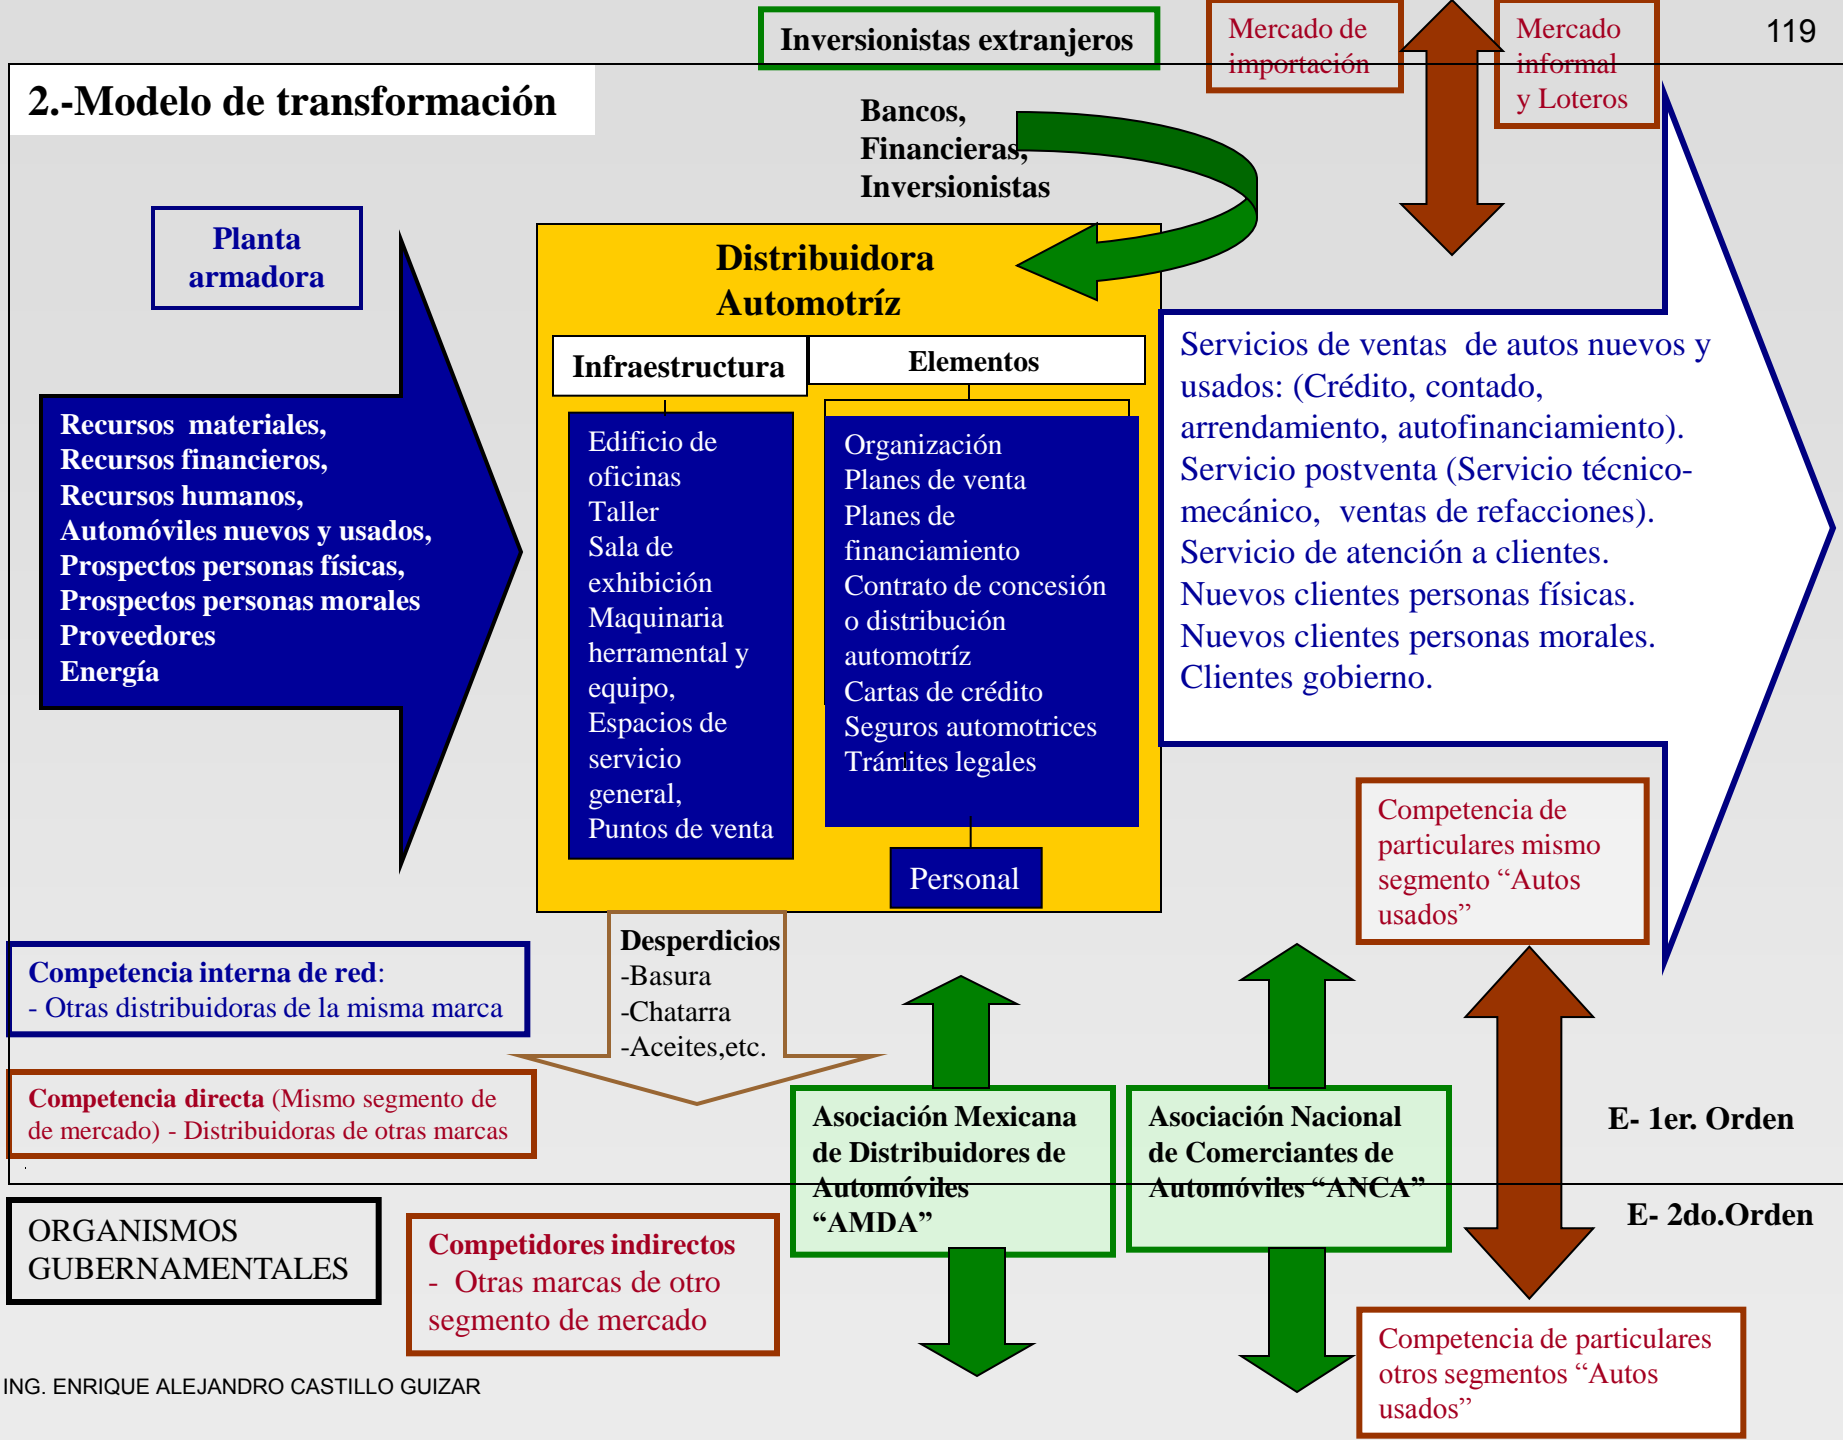 Inversionistas extranjeros
Mercado de
importación
Mercado
informal
y Loteros
119
2.-Modelo de transformación
Bancos,
Financieras,
Inversionistas
Planta
armadora
Recursos  materiales,
Recursos financieros,
Recursos humanos,
Automóviles nuevos y usados,
Prospectos personas físicas,
Prospectos personas morales
Proveedores
Energía
Distribuidora
Automotríz
Infraestructura
Edificio de
oficinas
Taller
Sala de
exhibición
Maquinaria
herramental y
equipo,
Espacios de
servicio
general,
Puntos de venta
Elementos
Organización
Planes de venta
Planes de
financiamiento
Contrato de concesión
o distribución
automotríz
Cartas de crédito
Seguros automotrices
Trámites legales
Personal
Servicios de ventas  de autos nuevos y
usados: (Crédito, contado,
arrendamiento, autofinanciamiento).
Servicio postventa (Servicio técnico-
mecánico,  ventas de refacciones).
Servicio de atención a clientes.
Nuevos clientes personas físicas.
Nuevos clientes personas morales.
Clientes gobierno.
Competencia de
particulares mismo
segmento “Autos
usados”
Desperdicios
-Basura
-Chatarra
-Aceites,etc.
Competencia interna de red:
- Otras distribuidoras de la misma marca
Competencia directa (Mismo segmento de
de mercado) - Distribuidoras de otras marcas
Asociación Mexicana
de Distribuidores de
Automóviles
“AMDA”
Asociación Nacional
de Comerciantes de
Automóviles “ANCA”
E- 1er. Orden
E- 2do.Orden
ORGANISMOS
GUBERNAMENTALES
Competidores indirectos
-  Otras marcas de otro
segmento de mercado
Competencia de particulares
otros segmentos “Autos
usados”
ING. ENRIQUE ALEJANDRO CASTILLO GUIZAR